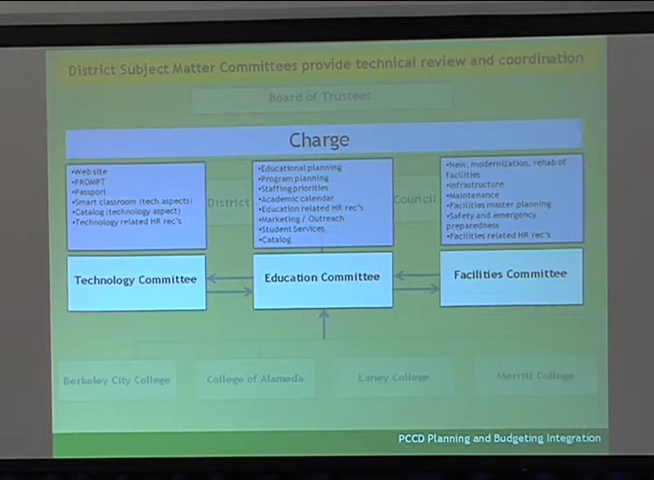 District Subject Matter Committees provide technical review and coordination
Board of Trustees
Charge
•Web site
•PROMPT
•Passport
•Smart classroom (tech aspects)
•Catalog (technology aspect)
•Technology related HR rec's
•Educational planning
•Program planning
•Staffing priorities
•Academic calendar
•Education related HR rec's
•Marketing / Outreach
•Student Services
•Catalog
•New, modernization, rehab of
facilities
•Infrastructure
•Maintenance
•Facilities master planning
•Safety and emergency
preparedness
•Facilities related HR rec's
District
Council
Technology Committee
Education Committee
Facilities Committee
Berkeley City College
College of Alameda
Laney College
Merritt College
PCCD Planning and Budgeting Integration